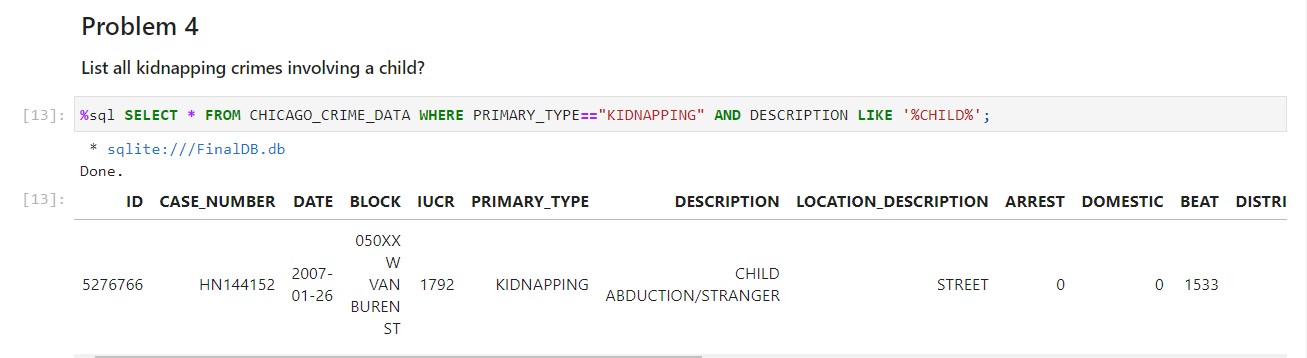 Problem 4
List all kidnapping crimes involving a child?
[13]: %sql SELECT * FROM CHICAGO_CRIME_DATA WHERE PRIMARY_TYPE=="KIDNAPPING" AND DESCRIPTION LIKE '%CHILD%';
* sqlite:///FinalDB.db
Done.
[13]: ID CASE_NUMBER DATE BLOCK IUCR PRIMARY_TYPE DESCRIPTION LOCATION_DESCRIPTION ARREST DOMESTIC BEAT DISTRI
5276766 HN144152 2007-01-26 050XX W VAN BUREN ST 1792 KIDNAPPING CHILD ABDUCTION/STRANGER STREET 0 0 1533